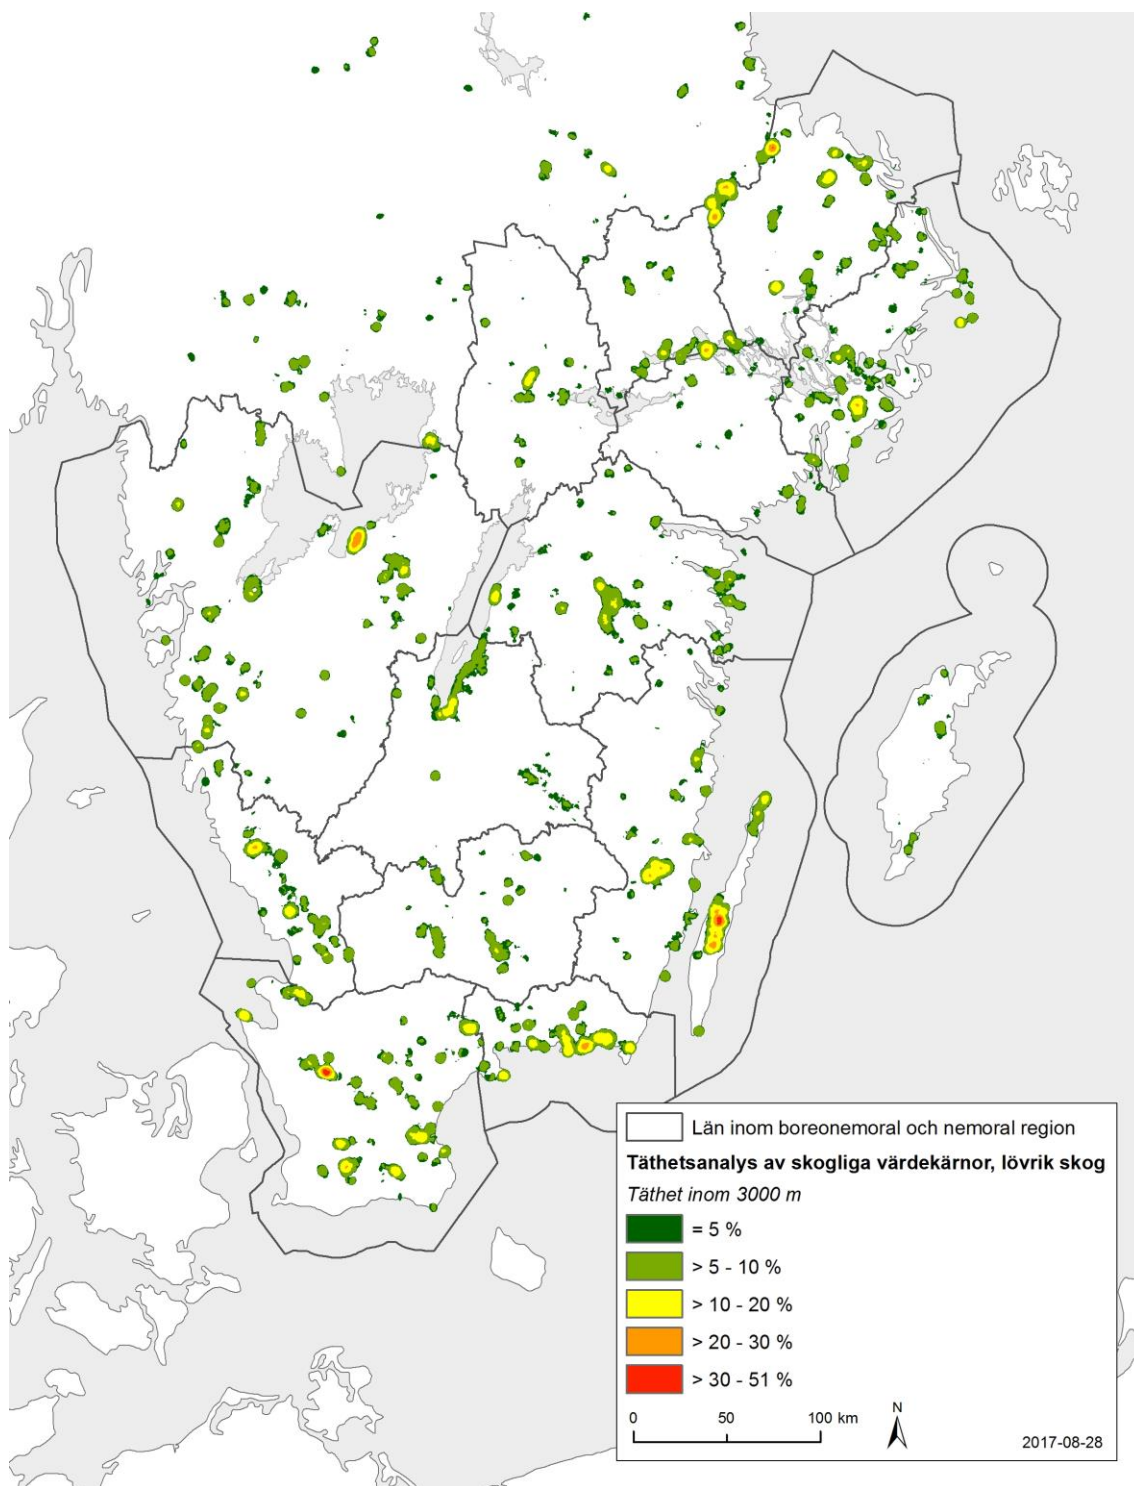 Län inom boreonemoral och nemoral region
Täthetsanalys av skogliga värdekärnor, lövrik skog
Täthet inom 3000 m
= 5 %
> 5 - 10 %
> 10 - 20 %
> 20 - 30 %
> 30 - 51 %
0 50 100 km
N
2017-08-28